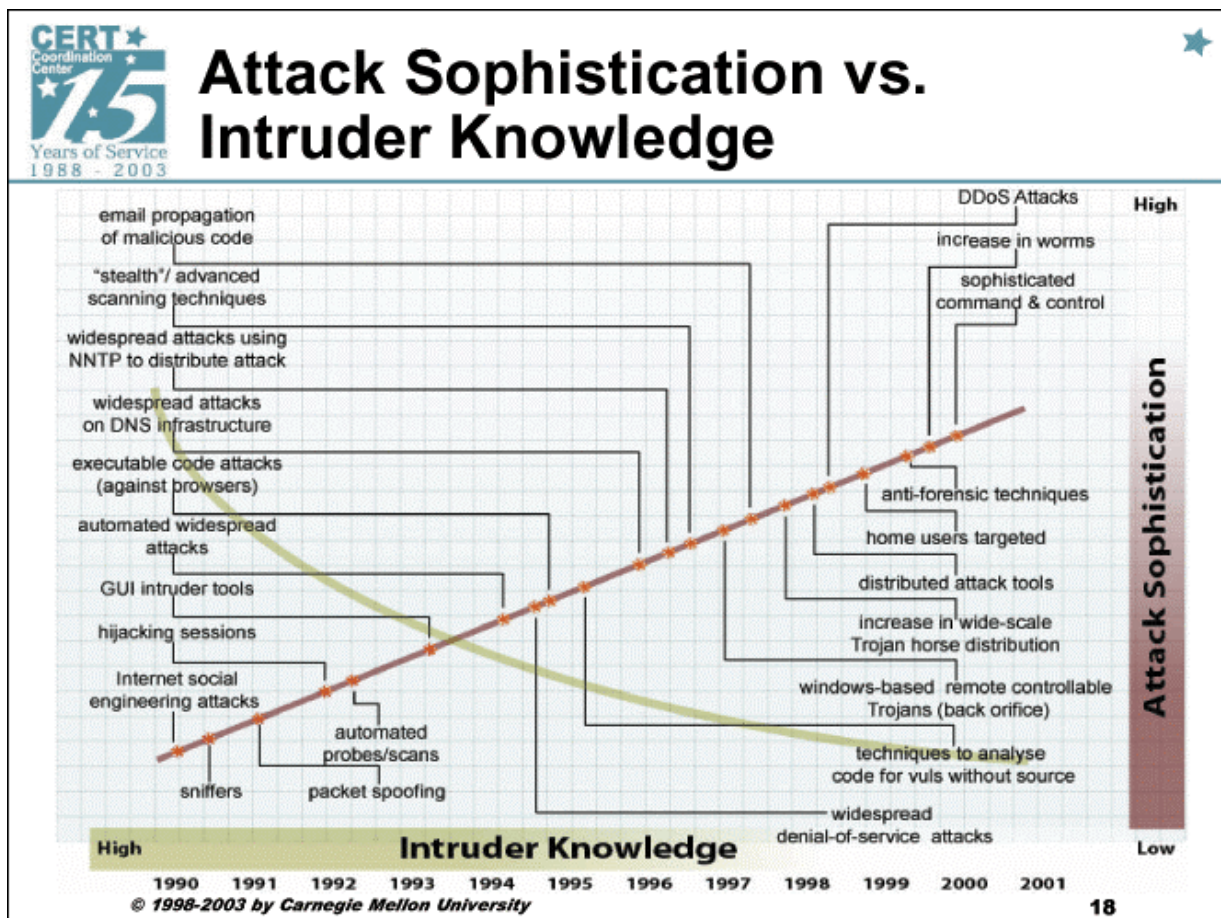 CERT
Coordination
Center
15
Years of Service
1988 - 2003
Attack Sophistication vs.
Intruder Knowledge
email propagation
of malicious code
"stealth"/ advanced
scanning techniques
widespread attacks using
NNTP to distribute attack
widespread attacks
on DNS infrastructure
executable code attacks
(against browsers)
automated widespread
attacks
GUI intruder tools
hijacking sessions
Internet social
engineering attacks
sniffers
packet spoofing
automated
probes/scans
DDoS Attacks
increase in worms
sophisticated
command & control
anti-forensic techniques
home users targeted
distributed attack tools
increase in wide-scale
Trojan horse distribution
windows-based remote controllable
Trojans (back orifice)
techniques to analyse
code for vuls without source
widespread
denial-of-service attacks
High
Attack Sophistication
Low
High
Intruder Knowledge
1990 1991 1992 1993 1994 1995 1996 1997 1998 1999 2000 2001
© 1998-2003 by Carnegie Mellon University
18